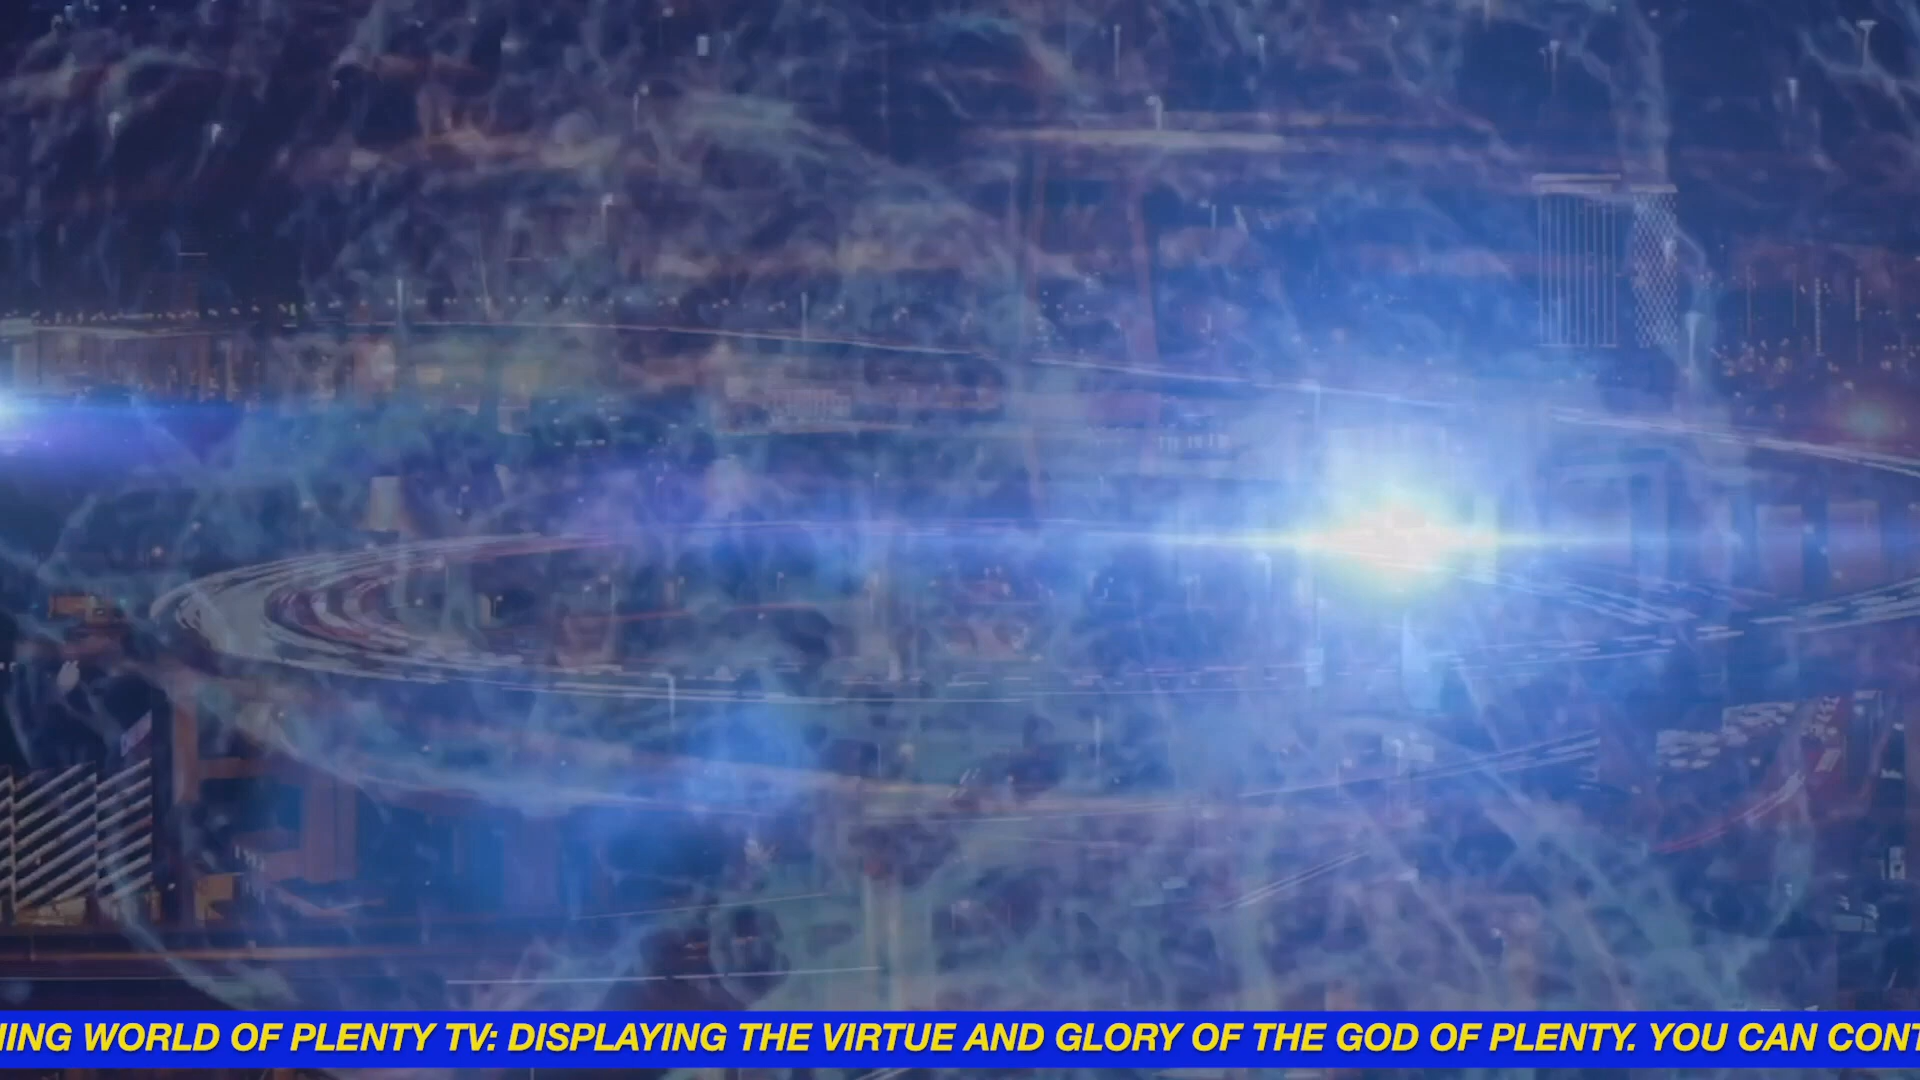 WORLD OF PLENTY TV: DISPLAYING THE VIRTUE AND GLORY OF THE GOD OF PLENTY. YOU CAN